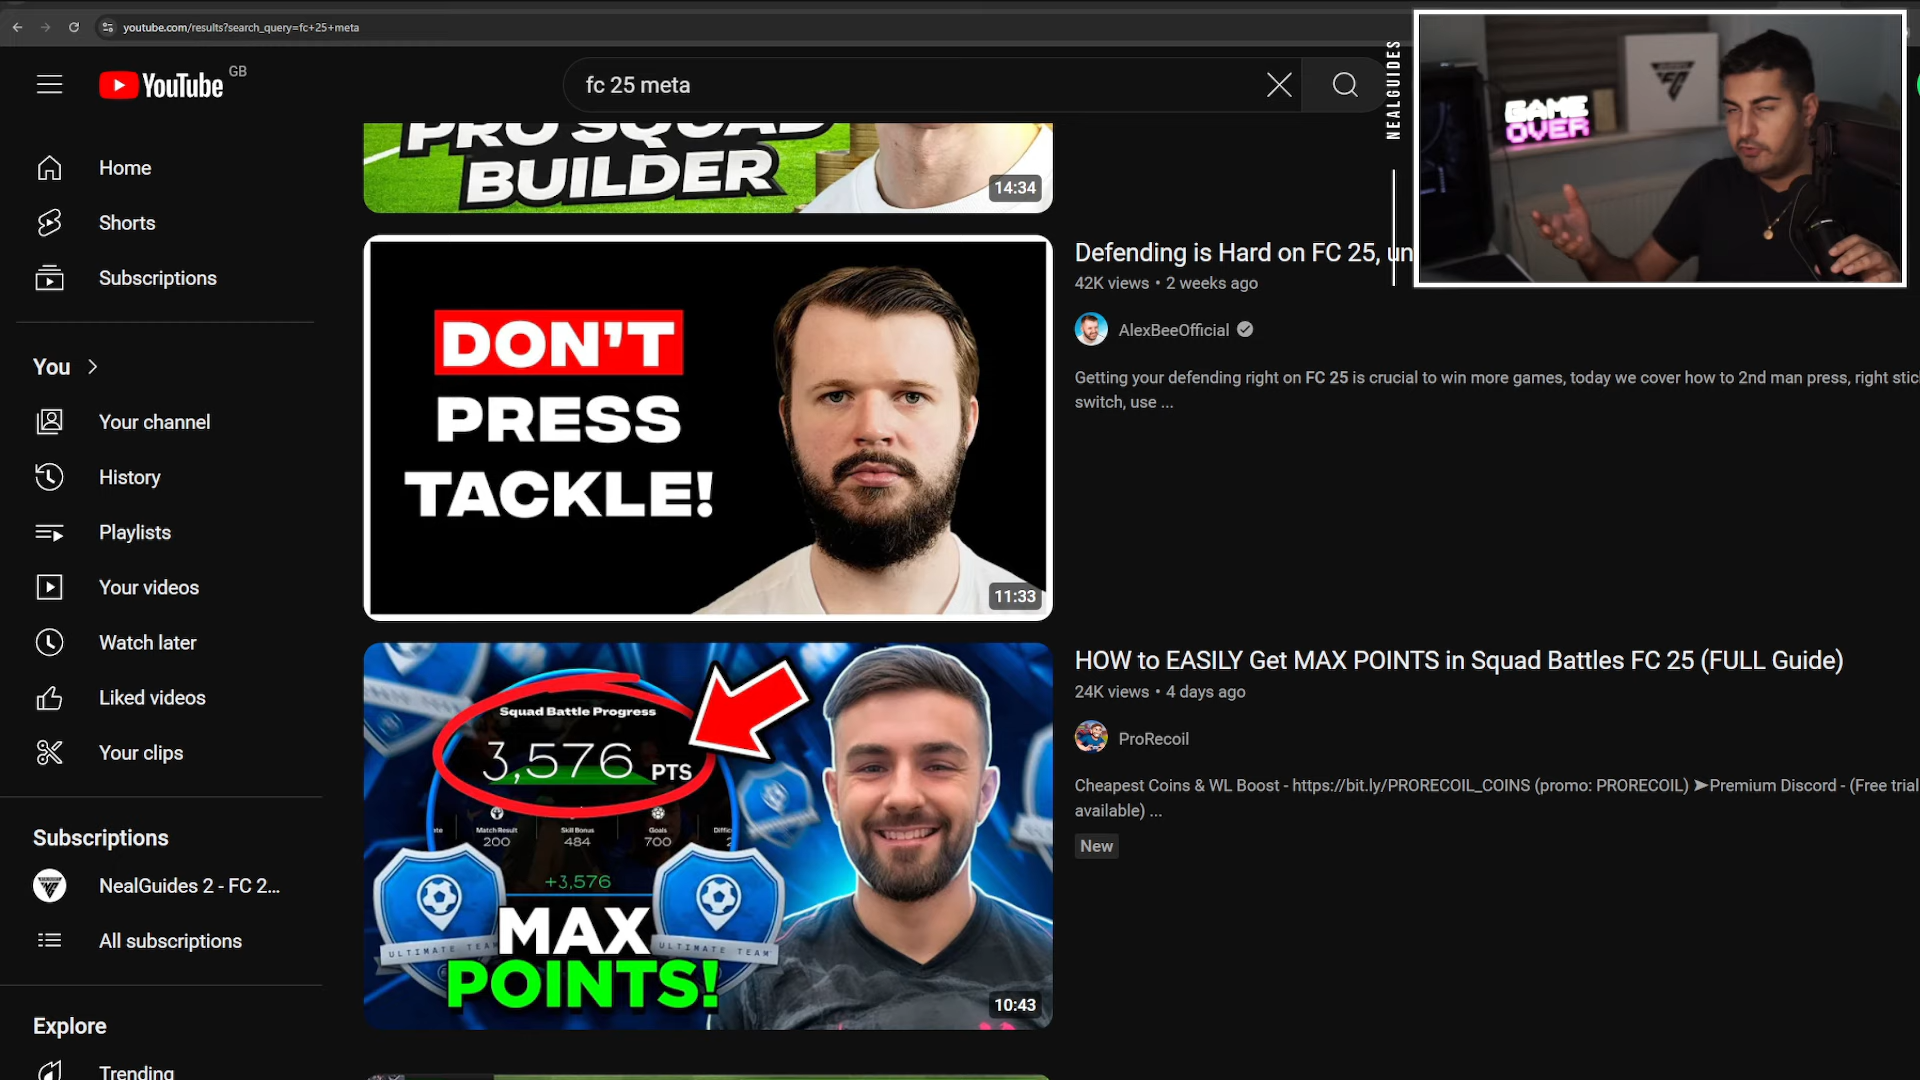 youtube.com/results?search_query=fc+25+meta
YouTube GB
fc 25 meta
NEALGUIDES
GAME
OVER
Home
Shorts
Subscriptions
You
Your channel
History
Playlists
Your videos
Watch later
Liked videos
Your clips
Subscriptions
NealGuides 2 - FC 2...
All subscriptions
Explore
Trending
PRO SQUAD
BUILDER
14:34
DON'T
PRESS
TACKLE!
11:33
Defending is Hard on FC 25, un
42K views • 2 weeks ago
AlexBeeOfficial
Getting your defending right on FC 25 is crucial to win more games, today we cover how to 2nd man press, right stic
switch, use ...
Squad Battle Progress
3,576 PTS
Match Result
Skill Bonus
Goals
200
484
700
+3,576
ULTIMATE TEAM
ULTIMATE TEAM
MAX
POINTS!
10:43
HOW to EASILY Get MAX POINTS in Squad Battles FC 25 (FULL Guide)
24K views • 4 days ago
ProRecoil
Cheapest Coins & WL Boost - https://bit.ly/PRORECOIL_COINS (promo: PRORECOIL) ➤Premium Discord - (Free trial
available) ...
New